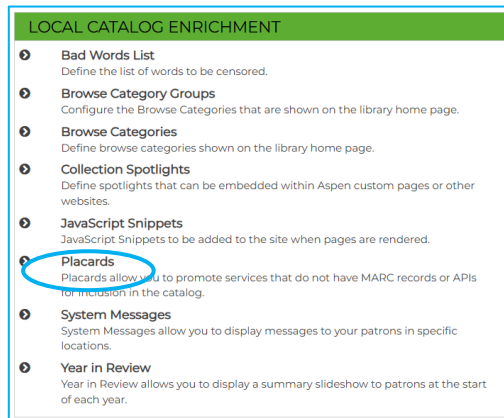 LOCAL CATALOG ENRICHMENT
Bad Words List
Define the list of words to be censored.
Browse Category Groups
Configure the Browse Categories that are shown on the library home page.
Browse Categories
Define browse categories shown on the library home page.
Collection Spotlights
Define spotlights that can be embedded within Aspen custom pages or other
websites.
JavaScript Snippets
JavaScript Snippets to be added to the site when pages are rendered.
Placards
Placards allow you to promote services that do not have MARC records or APIs
for inclusion in the catalog.
System Messages
System Messages allow you to display messages to your patrons in specific
locations.
Year in Review
Year in Review allows you to display a summary slideshow to patrons at the start
of each year.